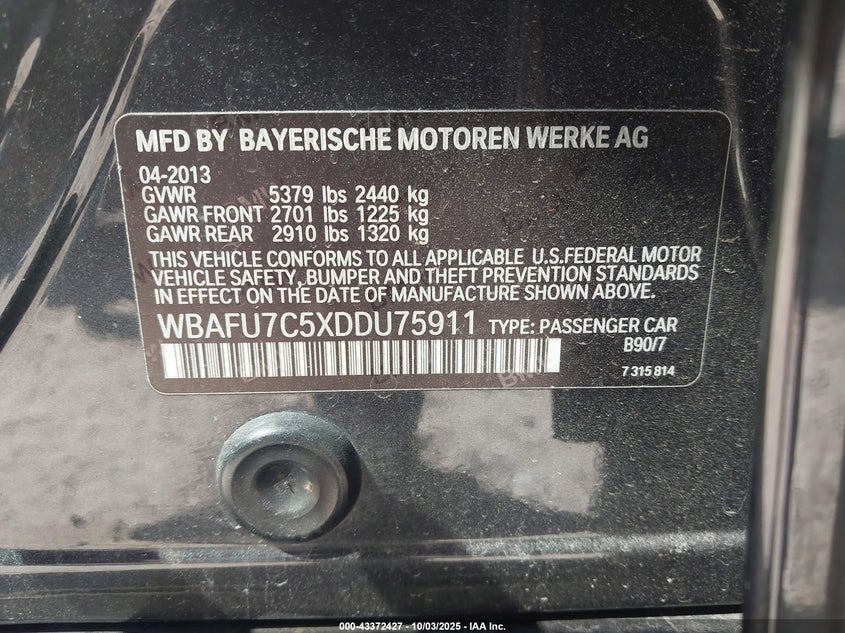 MFD BY BAYERISCHE MOTOREN WERKE AG
04-2013
GVWR 5379 lbs 2440 kg
GAWR FRONT 2701 lbs 1225 kg
GAWR REAR 2910 lbs 1320 kg
THIS VEHICLE CONFORMS TO ALL APPLICABLE U.S.FEDERAL MOTOR
VEHICLE SAFETY, BUMPER AND THEFT PREVENTION STANDARDS
IN EFFECT ON THE DATE OF MANUFACTURE SHOWN ABOVE.
WBAFU7C5XDDU75911 TYPE: PASSENGER CAR
B90/7
7 315 814
000-43372427 - 10/03/2025 - IAA Inc.